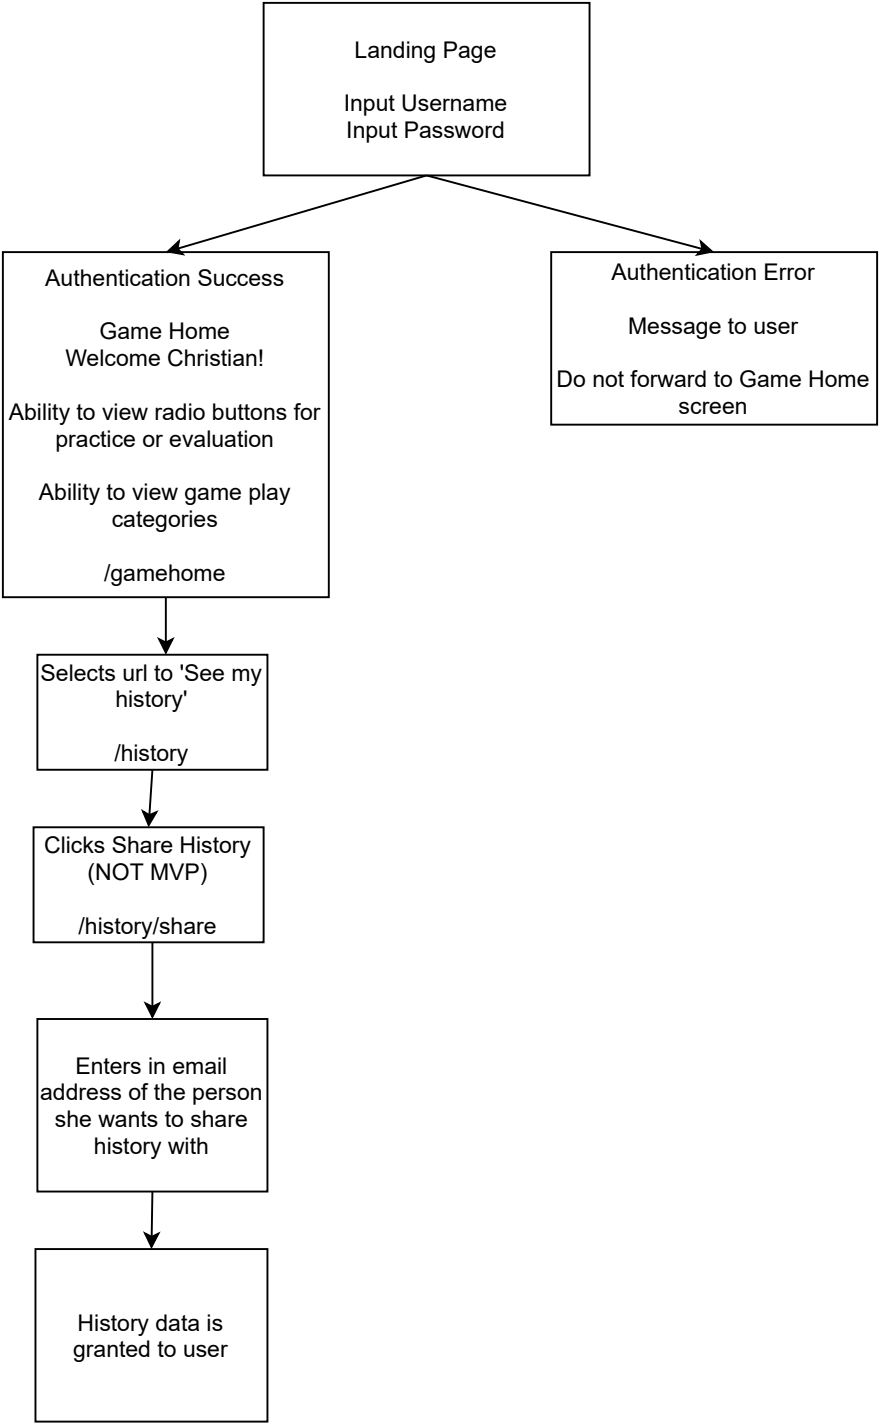 Landing Page
Input Username
Input Password
Authentication Success
Game Home
Welcome Christian!
Ability to view radio buttons for
practice or evaluation
Ability to view game play
categories
/gamehome
Authentication Error
Message to user
Do not forward to Game Home
screen
Selects url to 'See my
history'
/history
Clicks Share History
(NOT MVP)
/history/share
Enters in email
address of the person
she wants to share
history with
History data is
granted to user